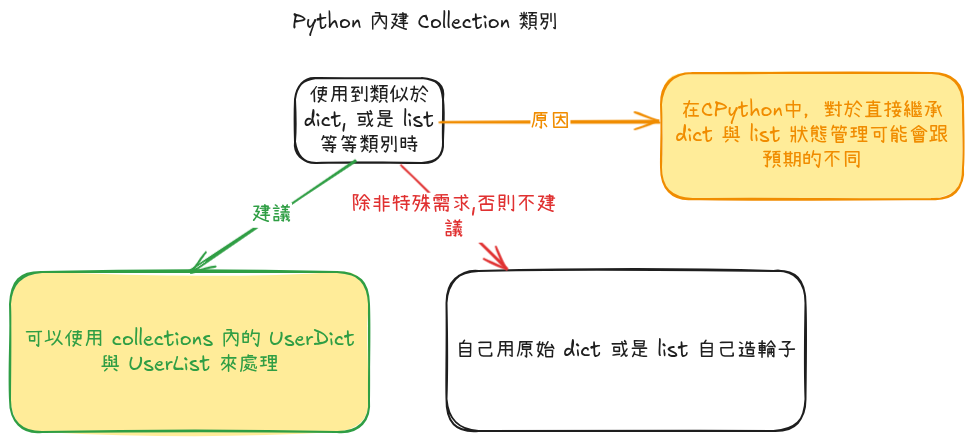 Python 內建 Collection 類別
使用到類似於
dict, 或是 list
等等類別時
原因
在CPython中，對於直接繼承
dict 與 list 狀態管理可能會跟
預期的不同
建議
除非特殊需求,否則不建
議
可以使用 collections 內的 UserDict
與 UserList 來處理
自己用原始 dict 或是 list 自己造輪子